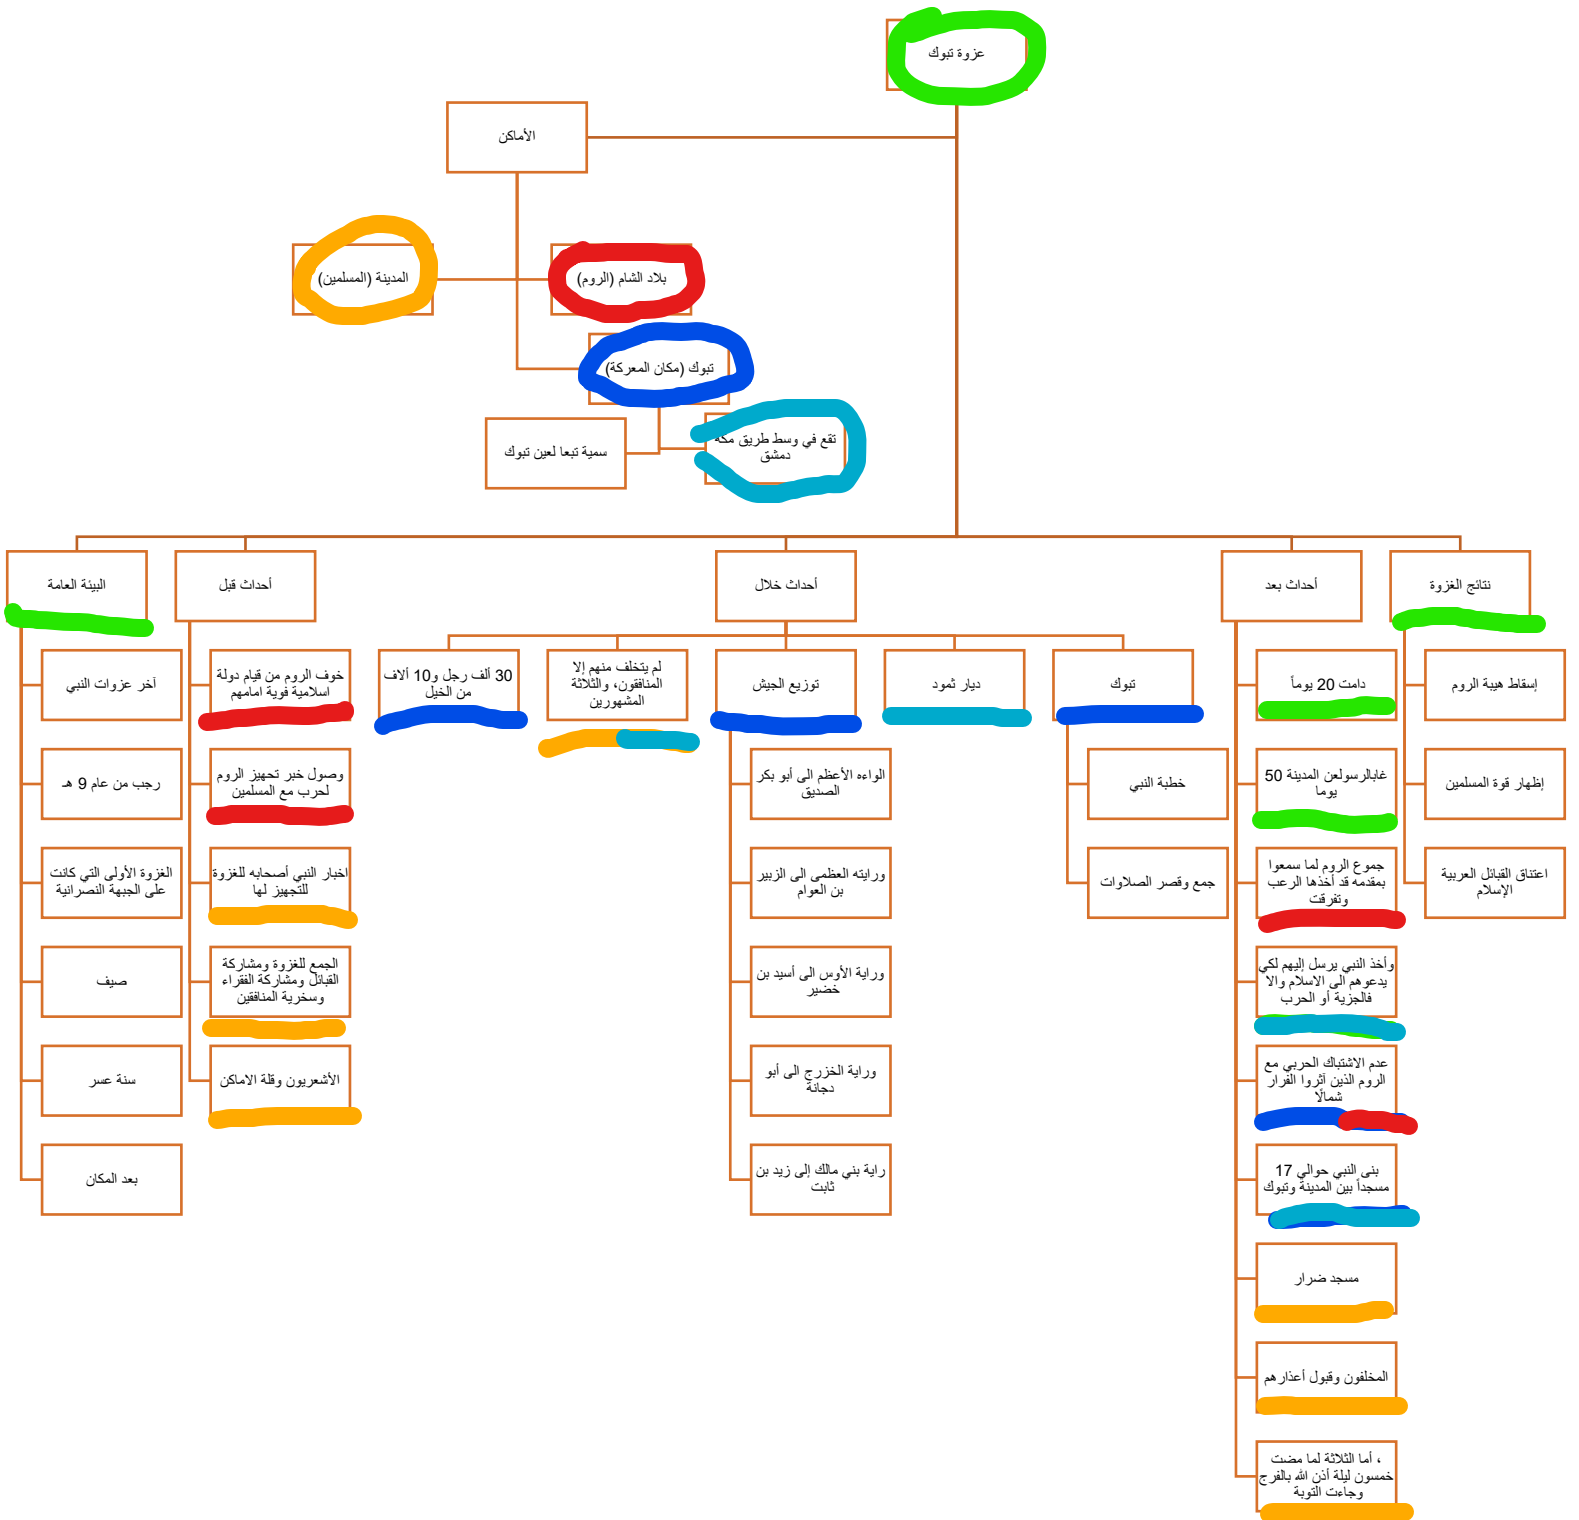 عزوة تبوك
الأماكن
بلاد الشام (الروم)
المدينة (المسلمين)
تبوك (مكان المعركة)
تقع في وسط طريق مكة
دمشق
سمية تبعا لعين تبوك
نتائج الغزوة
إسقاط هيبة الروم
إظهار قوة المسلمين
اعتناق القبائل العربية
الإسلام
أحداث بعد
دامت 20 يوماً
غابالرسولعن المدينة 50
يوما
جموع الروم لما سمعوا
بمقدمه قد أخذها الرعب
وتفرقت
وأخذ النبي يرسل إليهم لكي
يدعوهم الى الاسلام والا
فالجزية أو الحرب
عدم الاشتباك الحربي مع
الروم الذين آثروا الفرار
شمالًا
بنى النبي حوالي 17
مسجداً بين المدينة وتبوك
مسجد ضرار
المخلفون وقبول أعذارهم
، أما الثلاثة لما مضت
خمسون ليلة أذن الله بالفرج
وجاءت التوبة
أحداث خلال
تبوك
خطبة النبي
جمع وقصر الصلاوات
ديار ثمود
توزيع الجيش
الواءه الأعظم الى أبو بكر
الصديق
ورايته العظمى الى الزبير
بن العوام
وراية الأوس الى أسيد بن
خضير
وراية الخزرج الى أبو
دجانة
راية بني مالك إلى زيد بن
ثابت
لم يتخلف منهم إلا
المنافقون، والثلاثة
المشهورين
30 ألف رجل و10 ألاف
من الخيل
أحداث قبل
خوف الروم من قيام دولة
اسلامية فوية امامهم
وصول خبر تجهيز الروم
لحرب مع المسلمين
اخبار النبي أصحابه للغزوة
للتجهيز لها
الجمع للغزوة ومشاركة
القبائل ومشاركة الفقراء
وسخرية المنافقين
الأشعريون وقلة الاماكن
البيئة العامة
آخر عزوات النبي
رجب من عام 9 هـ
الغزوة الأولى التي كانت
على الجبهة النصرانية
صيف
سنة عسر
بعد المكان